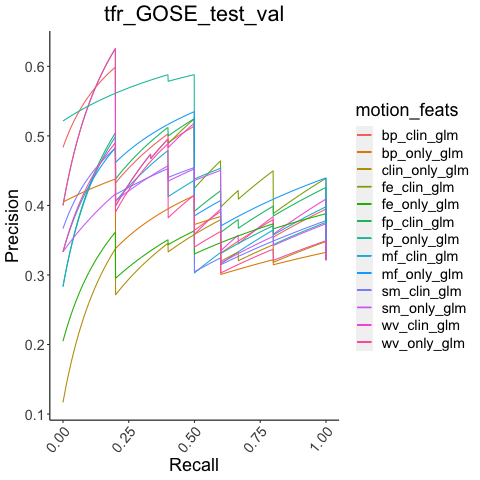 tfr_GOSE_test_val
0.6
0.5
0.4
0.3
0.2
0.1
Precision
0.00
0.25
0.50
0.75
1.00
Recall
motion_feats
bp_clin_glm
bp_only_glm
clin_only_glm
fe_clin_glm
fe_only_glm
fp_clin_glm
fp_only_glm
mf_clin_glm
mf_only_glm
sm_clin_glm
sm_only_glm
wv_clin_glm
wv_only_glm